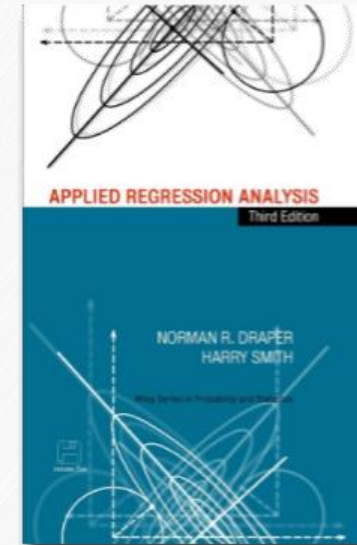 APPLIED REGRESSION ANALYSIS
Third Edition
NORMAN R. DRAPER
HARRY SMITH
Wiley Series in Probability and Statistics